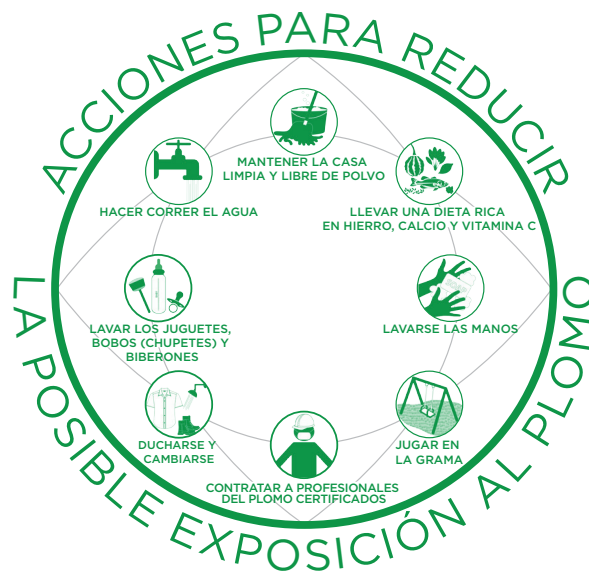 ACCIONES PARA REDUCIR
LA POSIBLE EXPOSICIÓN AL PLOMO
MANTENER LA CASA
LIMPIA Y LIBRE DE POLVO
LLEVAR UNA DIETA RICA
EN HIERRO, CALCIO Y VITAMINA C
LAVARSE LAS MANOS
JUGAR EN
LA GRAMA
CONTRATAR A PROFESIONALES
DEL PLOMO CERTIFICADOS
DUCHARSE Y
CAMBIARSE
LAVAR LOS JUGUETES,
BOBOS (CHUPETES) Y
BIBERONES
HACER CORRER EL AGUA